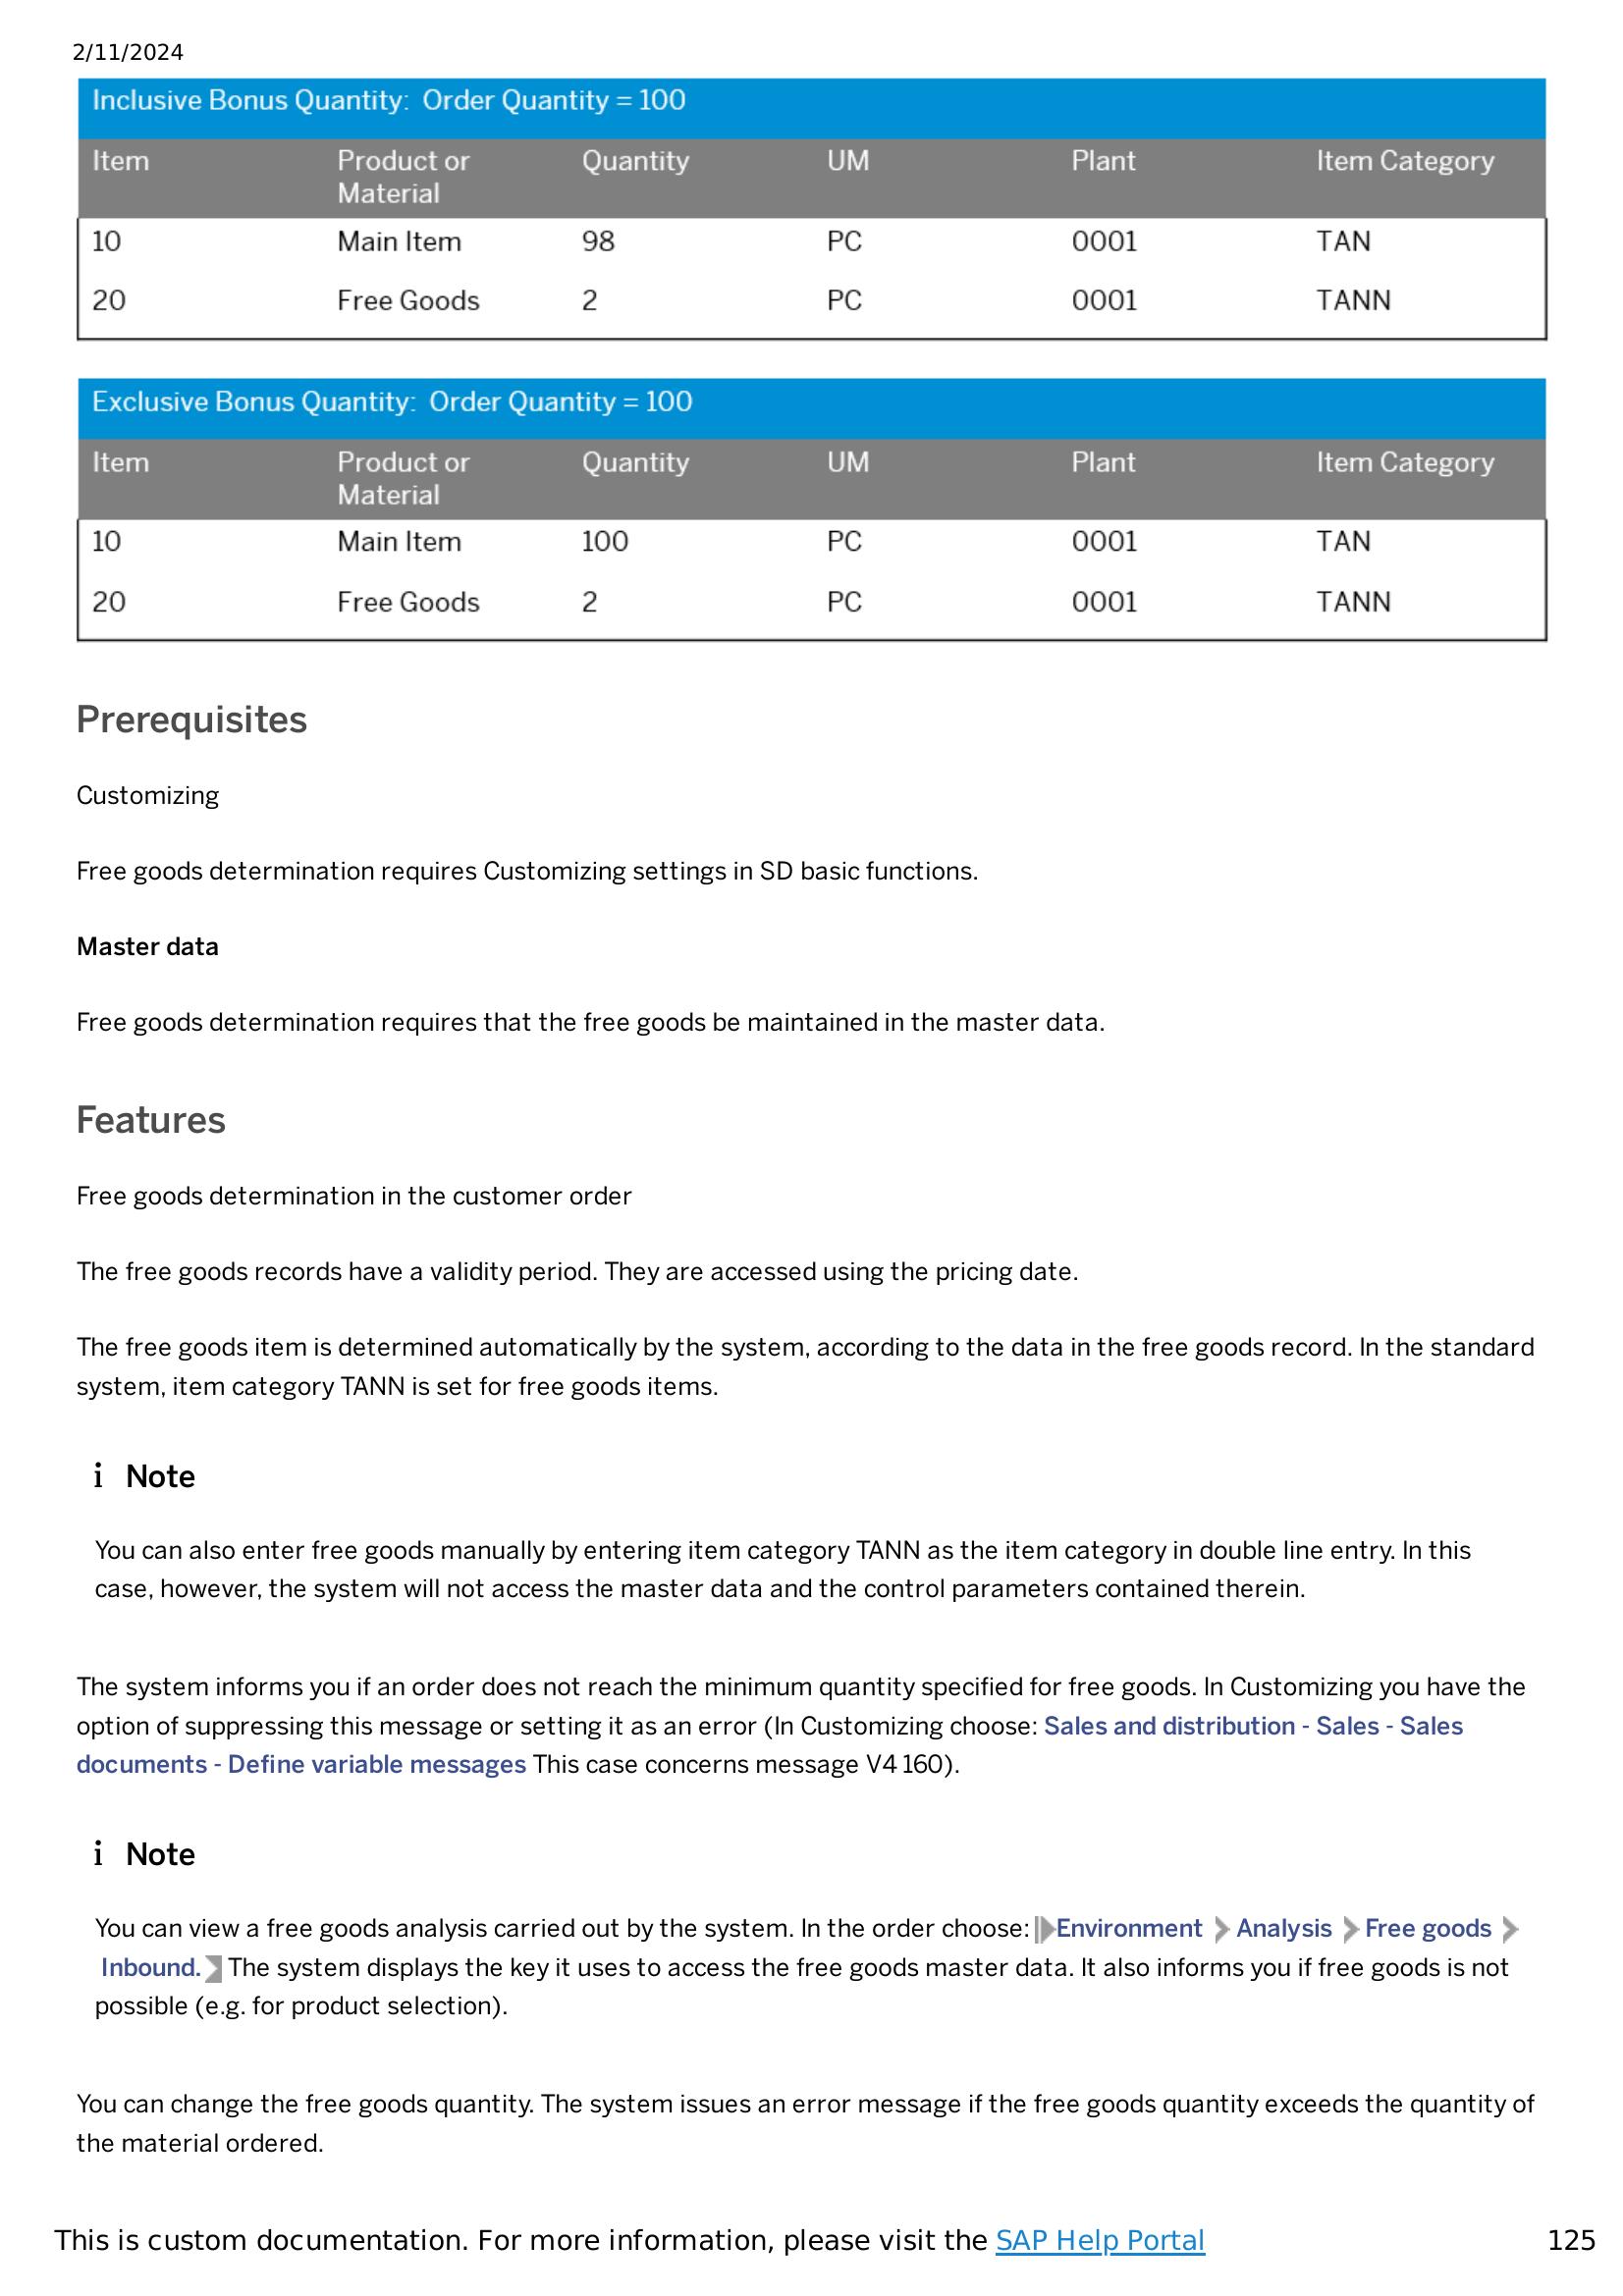 2/11/2024
Inclusive Bonus Quantity:  Order Quantity = 100
Item Product or Material Quantity UM Plant Item Category
10 Main Item 98 PC 0001 TAN
20 Free Goods 2 PC 0001 TANN
Exclusive Bonus Quantity:  Order Quantity = 100
Item Product or Material Quantity UM Plant Item Category
10 Main Item 100 PC 0001 TAN
20 Free Goods 2 PC 0001 TANN
Prerequisites
Customizing
Free goods determination requires Customizing settings in SD basic functions.
Master data
Free goods determination requires that the free goods be maintained in the master data.
Features
Free goods determination in the customer order
The free goods records have a validity period. They are accessed using the pricing date.
The free goods item is determined automatically by the system, according to the data in the free goods record. In the standard
system, item category TANN is set for free goods items.
i Note
You can also enter free goods manually by entering item category TANN as the item category in double line entry. In this
case, however, the system will not access the master data and the control parameters contained therein.
The system informs you if an order does not reach the minimum quantity specified for free goods. In Customizing you have the
option of suppressing this message or setting it as an error (In Customizing choose: Sales and distribution - Sales - Sales
documents - Define variable messages This case concerns message V4 160).
i Note
You can view a free goods analysis carried out by the system. In the order choose: Environment Analysis Free goods
Inbound. The system displays the key it uses to access the free goods master data. It also informs you if free goods is not
possible (e.g. for product selection).
You can change the free goods quantity. The system issues an error message if the free goods quantity exceeds the quantity of
the material ordered.
This is custom documentation. For more information, please visit the SAP Help Portal 125